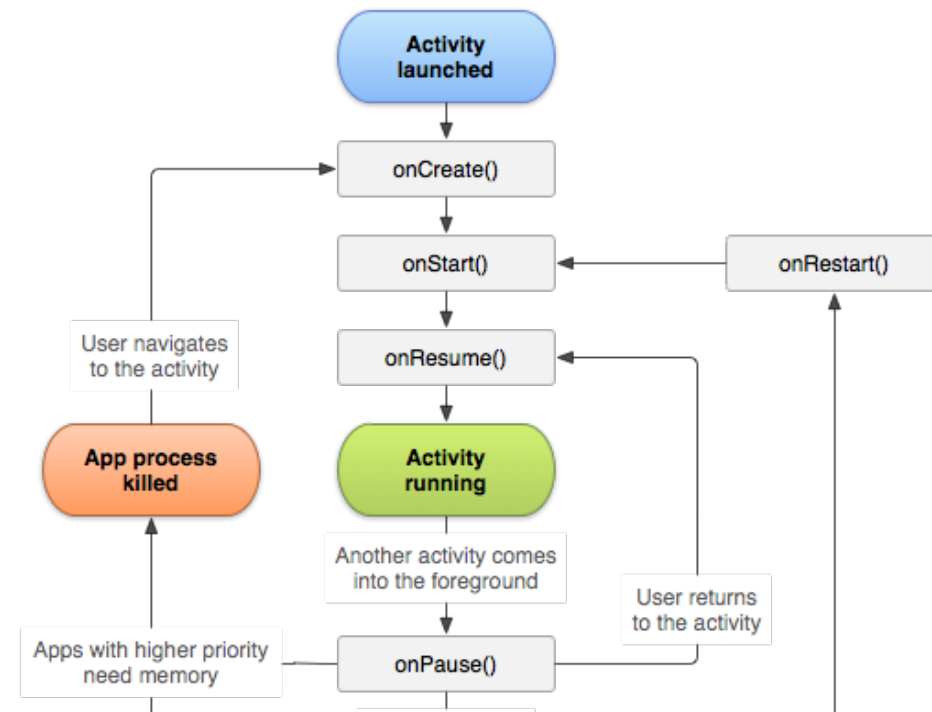 Activity
launched
onCreate()
onStart()
onRestart()
User navigates
to the activity
onResume()
App process
killed
Activity
running
Another activity comes
into the foreground
User returns
to the activity
Apps with higher priority
need memory
onPause()